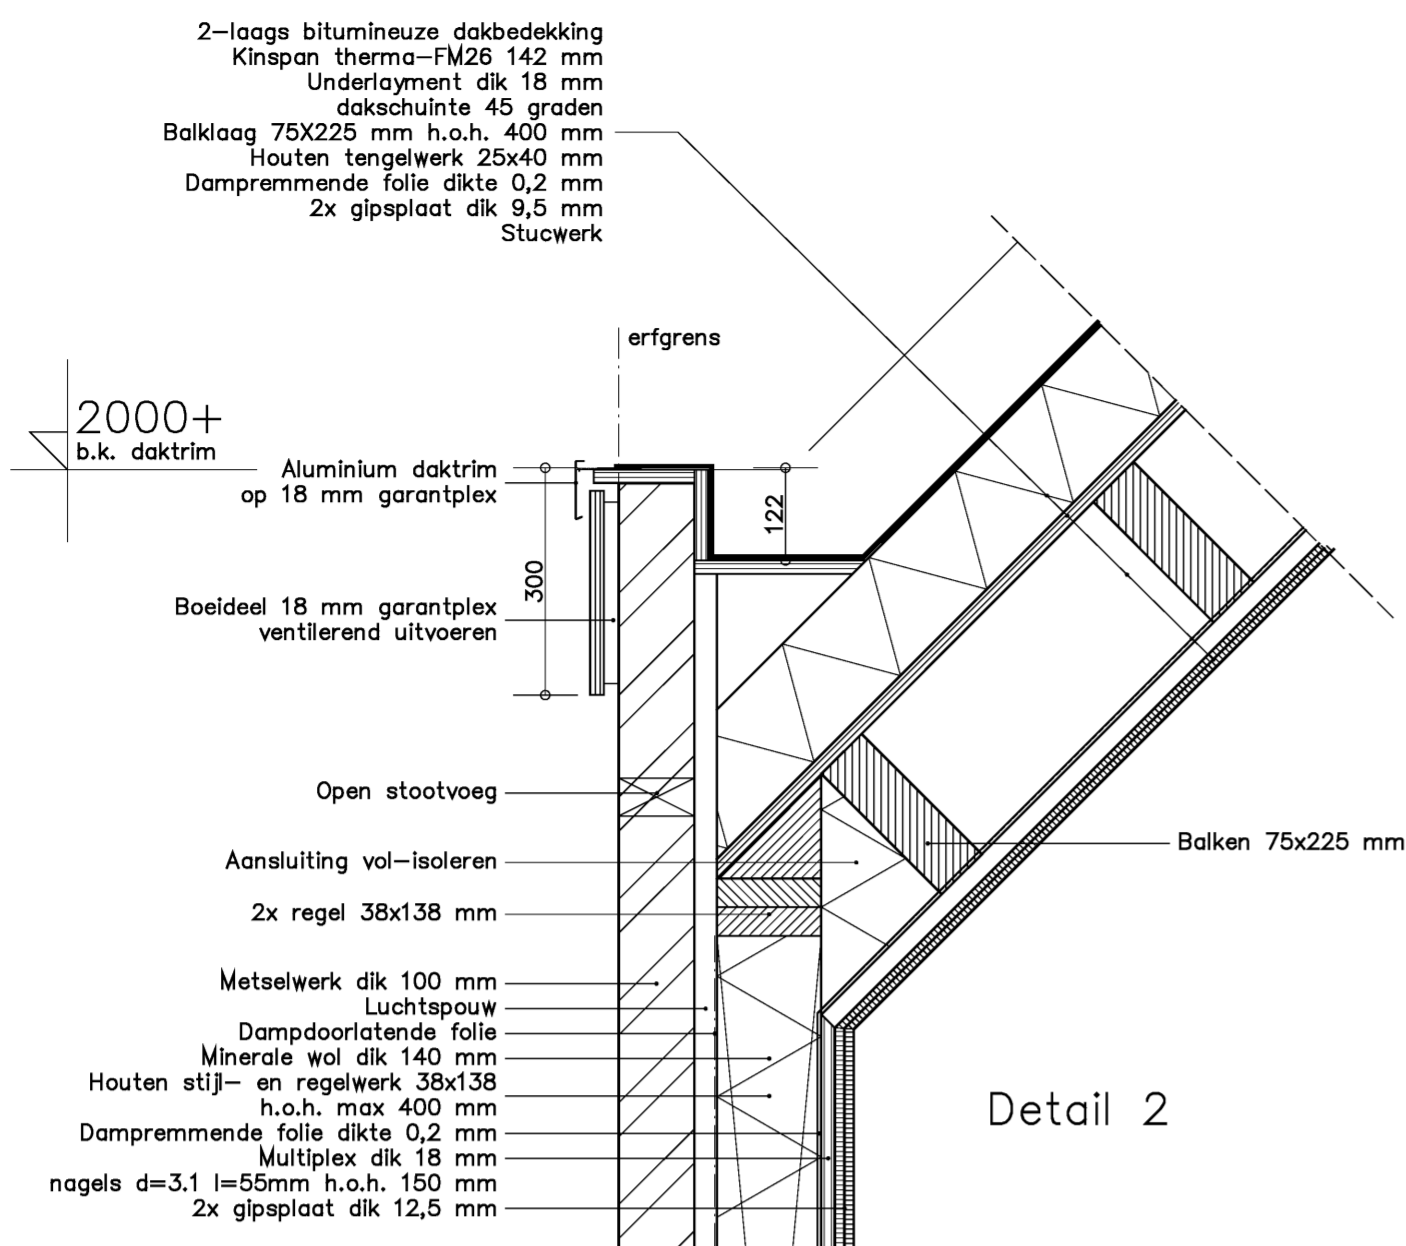 2-laags bitumineuze dakbedekking
Kinspan therma-FM26 142 mm
Underlayment dik 18 mm
dakschuinte 45 graden
Balklaag 75X225 mm h.o.h. 400 mm
Houten tengelwerk 25x40 mm
Dampremmende folie dikte 0,2 mm
2x gipsplaat dik 9,5 mm
Stucwerk
erfgrens
2000+
b.k. daktrim
Aluminium daktrim
op 18 mm garantplex
122
300
Boeideel 18 mm garantplex
ventilerend uitvoeren
Open stootvoeg
Balken 75x225 mm
Aansluiting vol-isoleren
2x regel 38x138 mm
Metselwerk dik 100 mm
Luchtspouw
Dampdoorlatende folie
Minerale wol dik 140 mm
Houten stijl- en regelwerk 38x138
h.o.h. max 400 mm
Dampremmende folie dikte 0,2 mm
Multiplex dik 18 mm
nagels d=3.1 l=55mm h.o.h. 150 mm
2x gipsplaat dik 12,5 mm
Detail 2